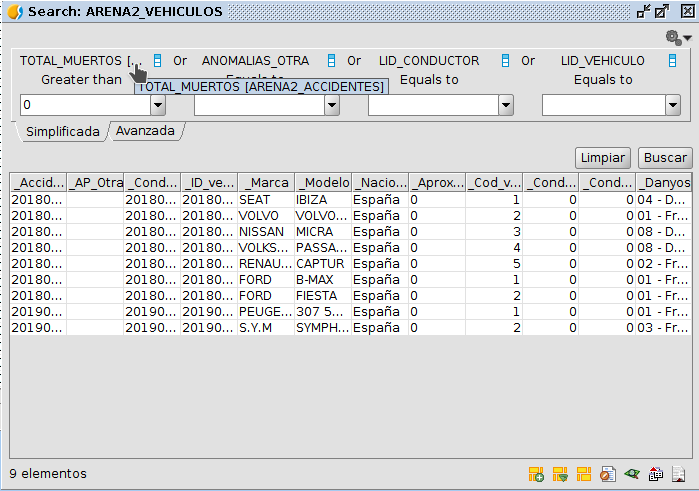 Search: ARENA2_VEHICULOS
TOTAL_MUERTOS [... Or ANOMALIAS_OTRA Or LID_CONDUCTOR Or LID_VEHICULO
Greater than Equals to Equals to Equals to
TOTAL_MUERTOS [ARENA2_ACCIDENTES]
0
Simplificada Avanzada
Limpiar Buscar
_Accid... _AP_Otra _Cond... _ID_ve... _Marca _Modelo _Nacio... _Aprox... _Cod_v... _Cond... _Cond... _Danyos
20180... 20180... 20180... SEAT IBIZA España 0 1 0 0 04 - D...
20180... 20180... 20180... VOLVO VOLVO... España 0 2 0 0 01 - Fr...
20180... 20180... 20180... NISSAN MICRA España 0 3 0 0 08 - D...
20180... 20180... 20180... VOLKS... PASSA... España 0 4 0 0 08 - D...
20180... 20180... 20180... RENAU... CAPTUR España 0 5 0 0 02 - Fr...
20180... 20180... 20180... FORD B-MAX España 0 1 0 0 01 - Fr...
20180... 20180... 20180... FORD FIESTA España 0 2 0 0 01 - Fr...
20190... 20190... 20190... PEUGE... 307 5... España 0 1 0 0 01 - Fr...
20190... 20190... 20190... S.Y.M SYMPH... España 0 2 0 0 03 - Fr...
9 elementos